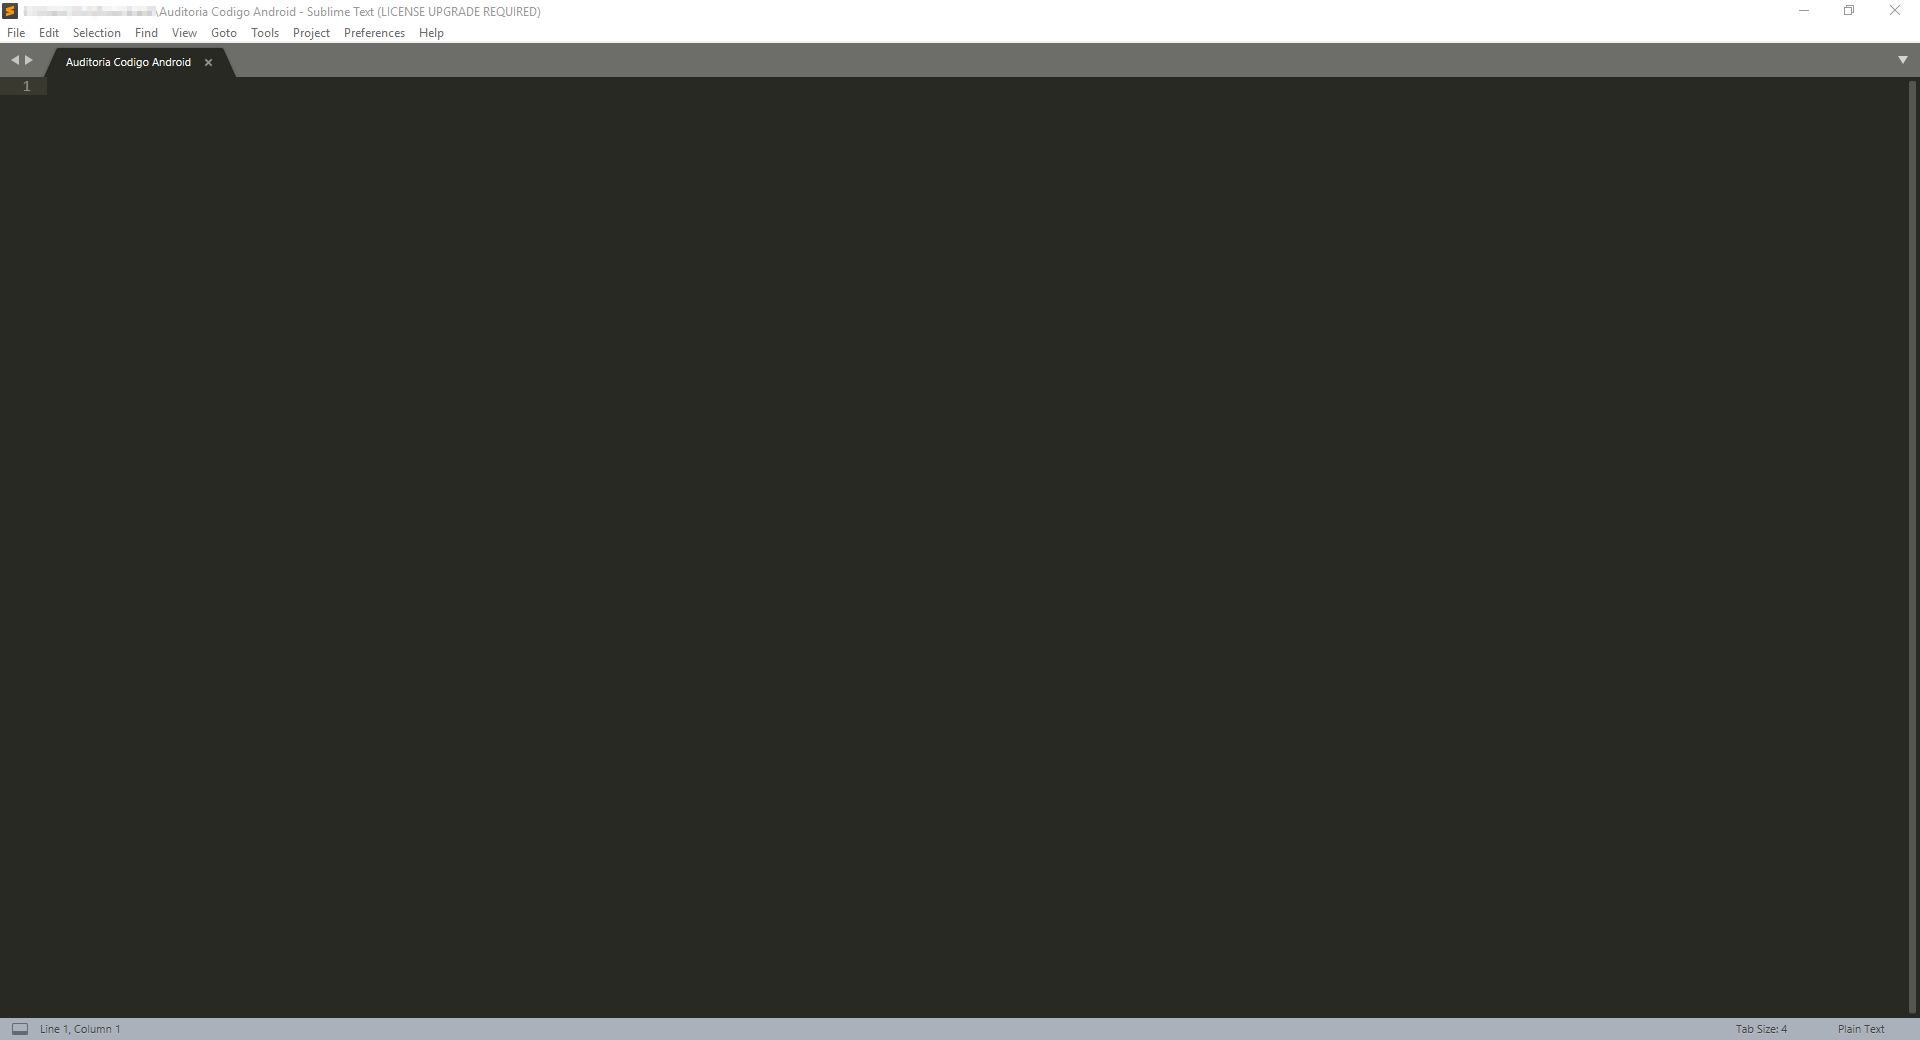 \Auditoria Codigo Android - Sublime Text (LICENSE UPGRADE REQUIRED)
File Edit Selection Find View Goto Tools Project Preferences Help
Auditoria Codigo Android
1
Line 1, Column 1 Tab Size: 4 Plain Text